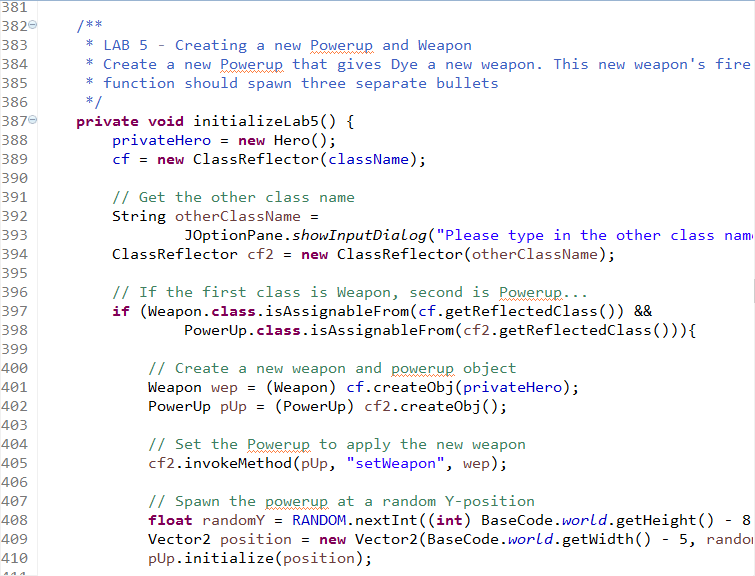 381
382 /**
383 * LAB 5 - Creating a new Powerup and Weapon
384 * Create a new Powerup that gives Dye a new weapon. This new weapon's fire
385 * function should spawn three separate bullets
386 */
387 private void initializeLab5() {
388 privateHero = new Hero();
389 cf = new ClassReflector(className);
390
391 // Get the other class name
392 String otherClassName =
393 JOptionPane.showInputDialog("Please type in the other class nam
394 ClassReflector cf2 = new ClassReflector(otherClassName);
395
396 // If the first class is Weapon, second is Powerup...
397 if (Weapon.class.isAssignableFrom(cf.getReflectedClass()) &&
398 PowerUp.class.isAssignableFrom(cf2.getReflectedClass())){
399
400 // Create a new weapon and powerup object
401 Weapon wep = (Weapon) cf.createObj(privateHero);
402 PowerUp pUp = (PowerUp) cf2.createObj();
403
404 // Set the Powerup to apply the new weapon
405 cf2.invokeMethod(pUp, "setWeapon", wep);
406
407 // Spawn the powerup at a random Y-position
408 float randomY = RANDOM.nextInt((int) BaseCode.world.getHeight() - 8
409 Vector2 position = new Vector2(BaseCode.world.getWidth() - 5, rando
410 pUp.initialize(position);